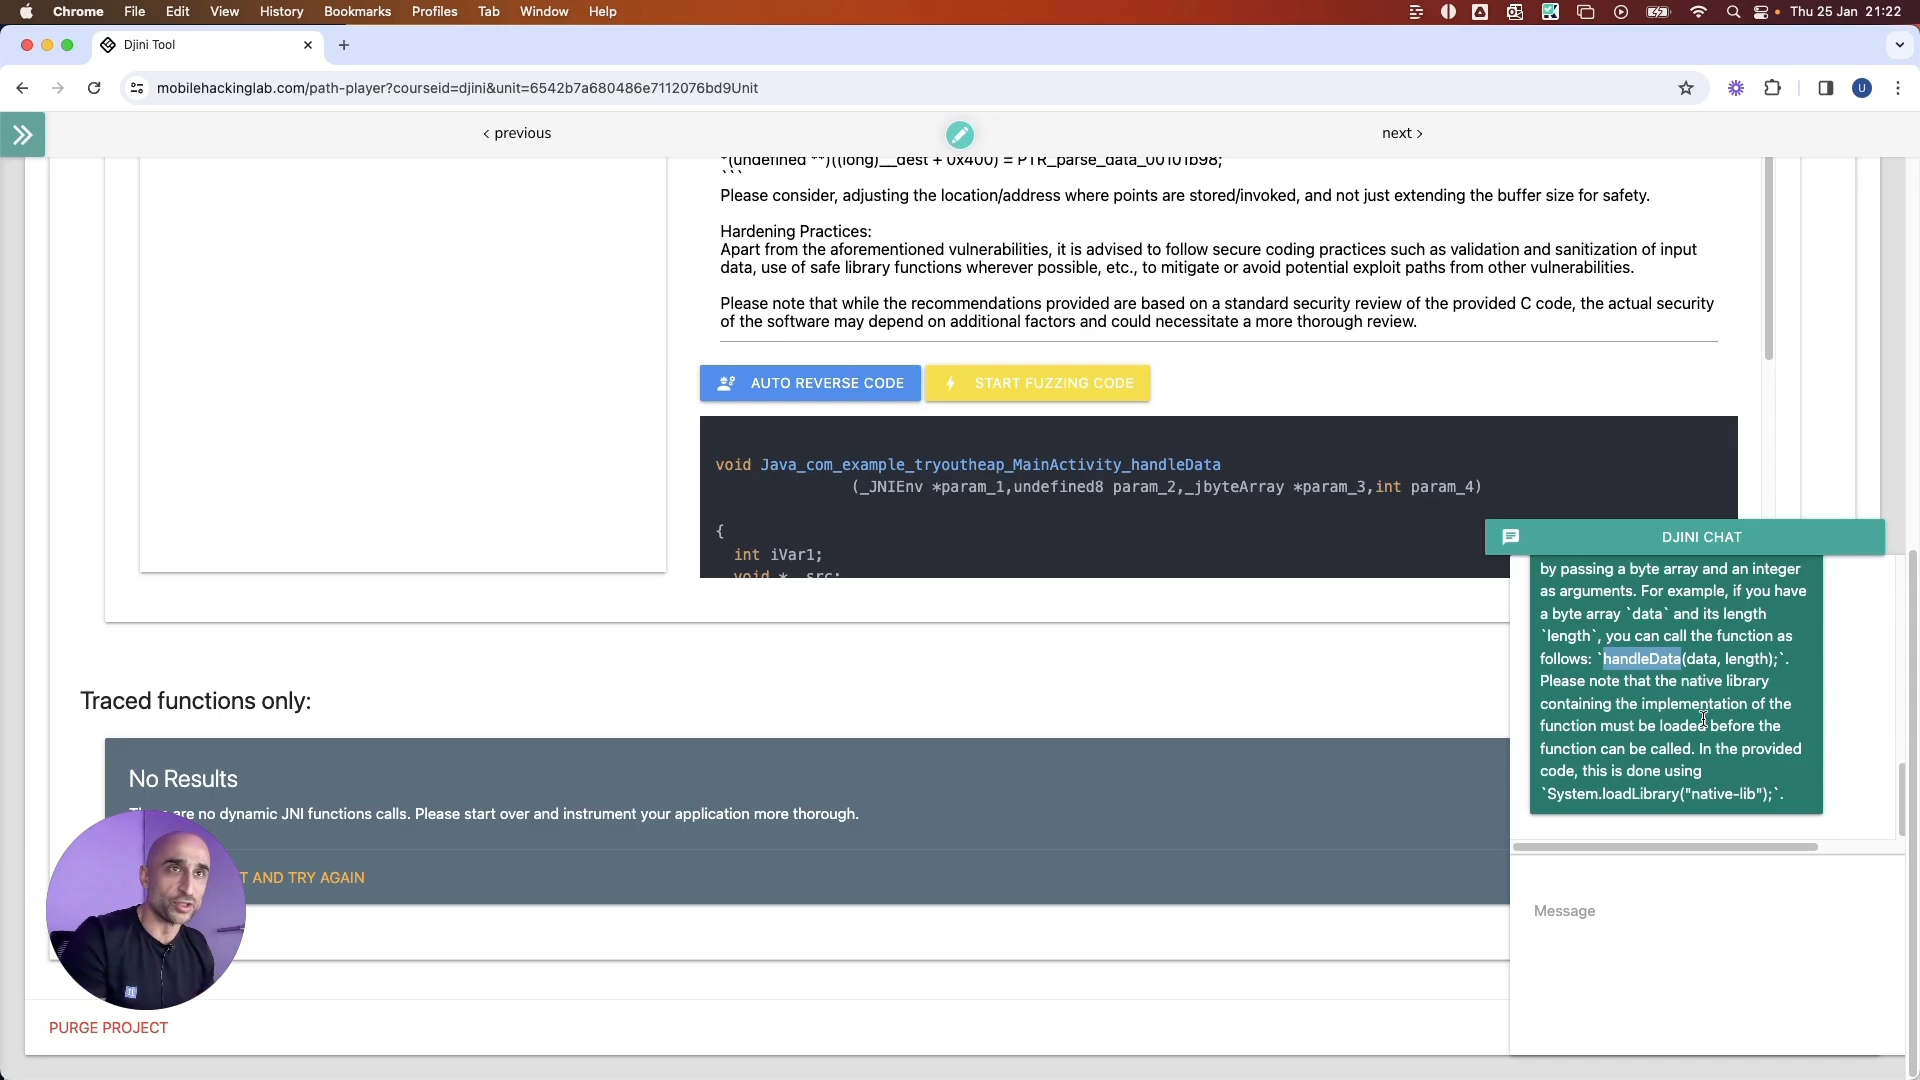 Chrome File Edit View History Bookmarks Profiles Tab Window Help Thu 25 Jan 21:22
Djini Tool
mobilehackinglab.com/path-player?courseid=djini&unit=6542b7a680486e7112076bd9Unit
U
< previous
next >
*(undefined **)((long)__dest + 0x400) = PTR_parse_data_00101b98;
```
Please consider, adjusting the location/address where points are stored/invoked, and not just extending the buffer size for safety.
Hardening Practices:
Apart from the aforementioned vulnerabilities, it is advised to follow secure coding practices such as validation and sanitization of input
data, use of safe library functions wherever possible, etc., to mitigate or avoid potential exploit paths from other vulnerabilities.
Please note that while the recommendations provided are based on a standard security review of the provided C code, the actual security
of the software may depend on additional factors and could necessitate a more thorough review.
AUTO REVERSE CODE
START FUZZING CODE
void Java_com_example_tryoutheap_MainActivity_handleData
(_JNIEnv *param_1,undefined8 param_2,_jbyteArray *param_3,int param_4)
{
int iVar1;
void *__src;
DJINI CHAT
by passing a byte array and an integer
as arguments. For example, if you have
a byte array `data` and its length
`length`, you can call the function as
follows: `handleData(data, length);`.
Please note that the native library
containing the implementation of the
function must be loaded before the
function can be called. In the provided
code, this is done using
`System.loadLibrary("native-lib");`.
Message
Traced functions only:
No Results
are no dynamic JNI functions calls. Please start over and instrument your application more thorough.
T AND TRY AGAIN
PURGE PROJECT